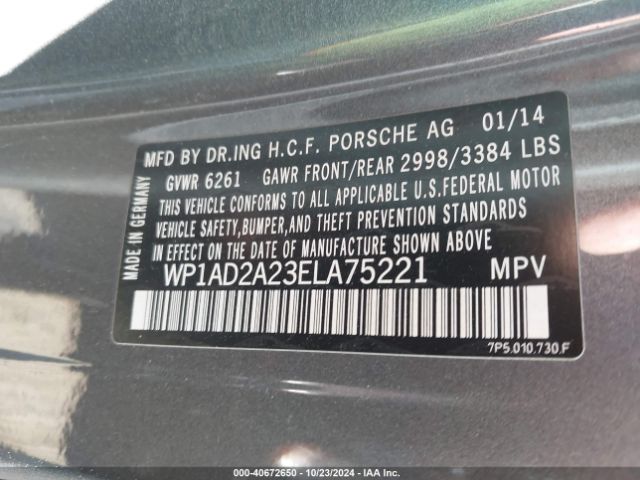 MFD BY DR.ING H.C.F. PORSCHE AG 01/14
GVWR 6261 GAWR FRONT/REAR 2998/3384 LBS
THIS VEHICLE CONFORMS TO ALL APPLICABLE U.S.FEDERAL MOTOR
VEHICLE SAFETY,BUMPER,AND THEFT PREVENTION STANDARDS
IN EFFECT ON THE DATE OF MANUFACTURE SHOWN ABOVE
WP1AD2A23ELA75221 MPV
7P5.010.730.F
MADE IN GERMANY
000-40672650 | 10/23/2024 | IAAI.COM